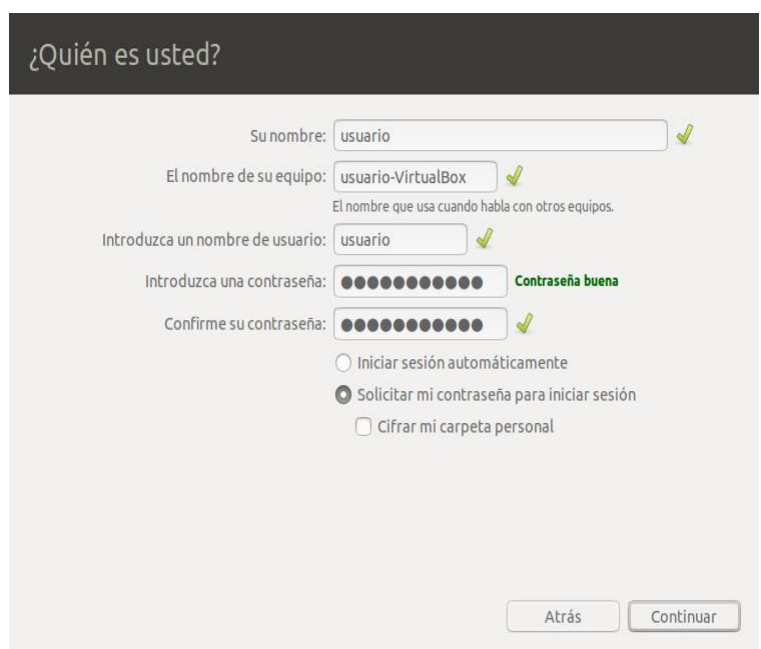 ¿Quién es usted?
Su nombre: usuario
El nombre de su equipo: usuario-VirtualBox
El nombre que usa cuando habla con otros equipos.
Introduzca un nombre de usuario: usuario
Introduzca una contraseña: ●●●●●●●●●●● Contraseña buena
Confirme su contraseña: ●●●●●●●●●●●
Iniciar sesión automáticamente
Solicitar mi contraseña para iniciar sesión
Cifrar mi carpeta personal
Atrás Continuar